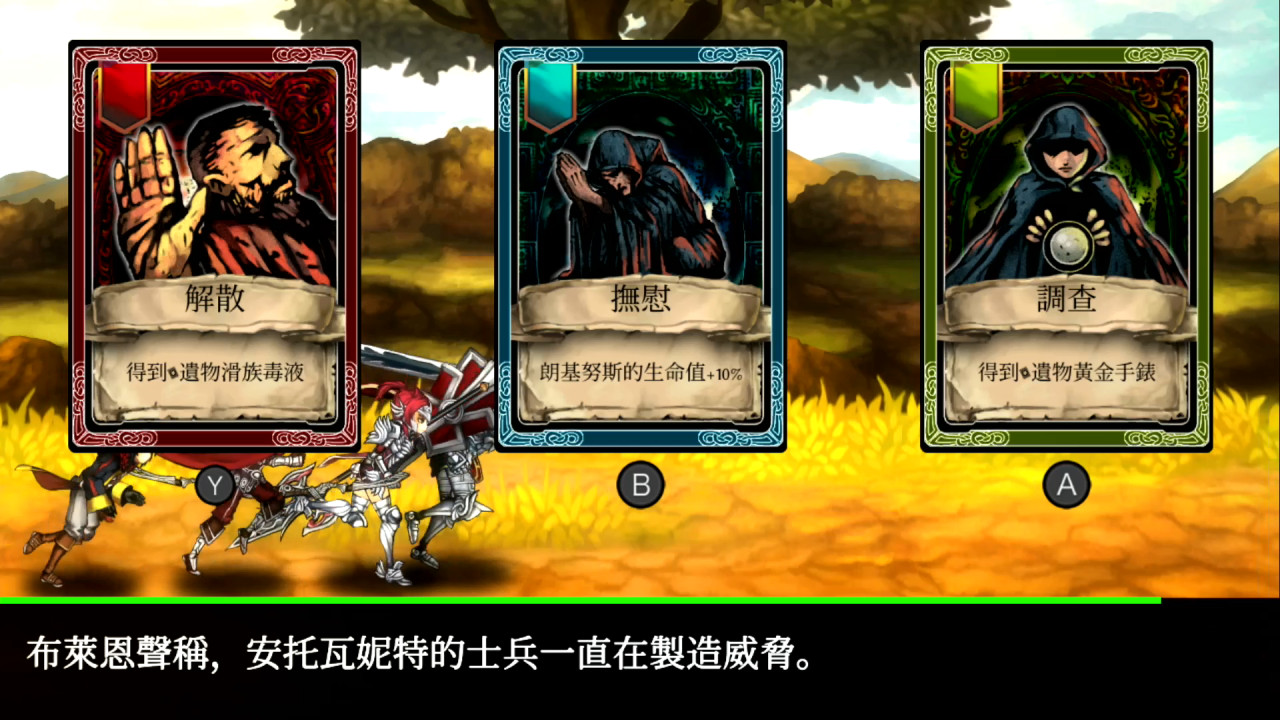 解散
得到遺物滑族毒液
Y
撫慰
朗基努斯的生命值+10%
B
調查
得到遺物黃金手錶
A
布萊恩聲稱，安托瓦妮特的士兵一直在製造威脅。